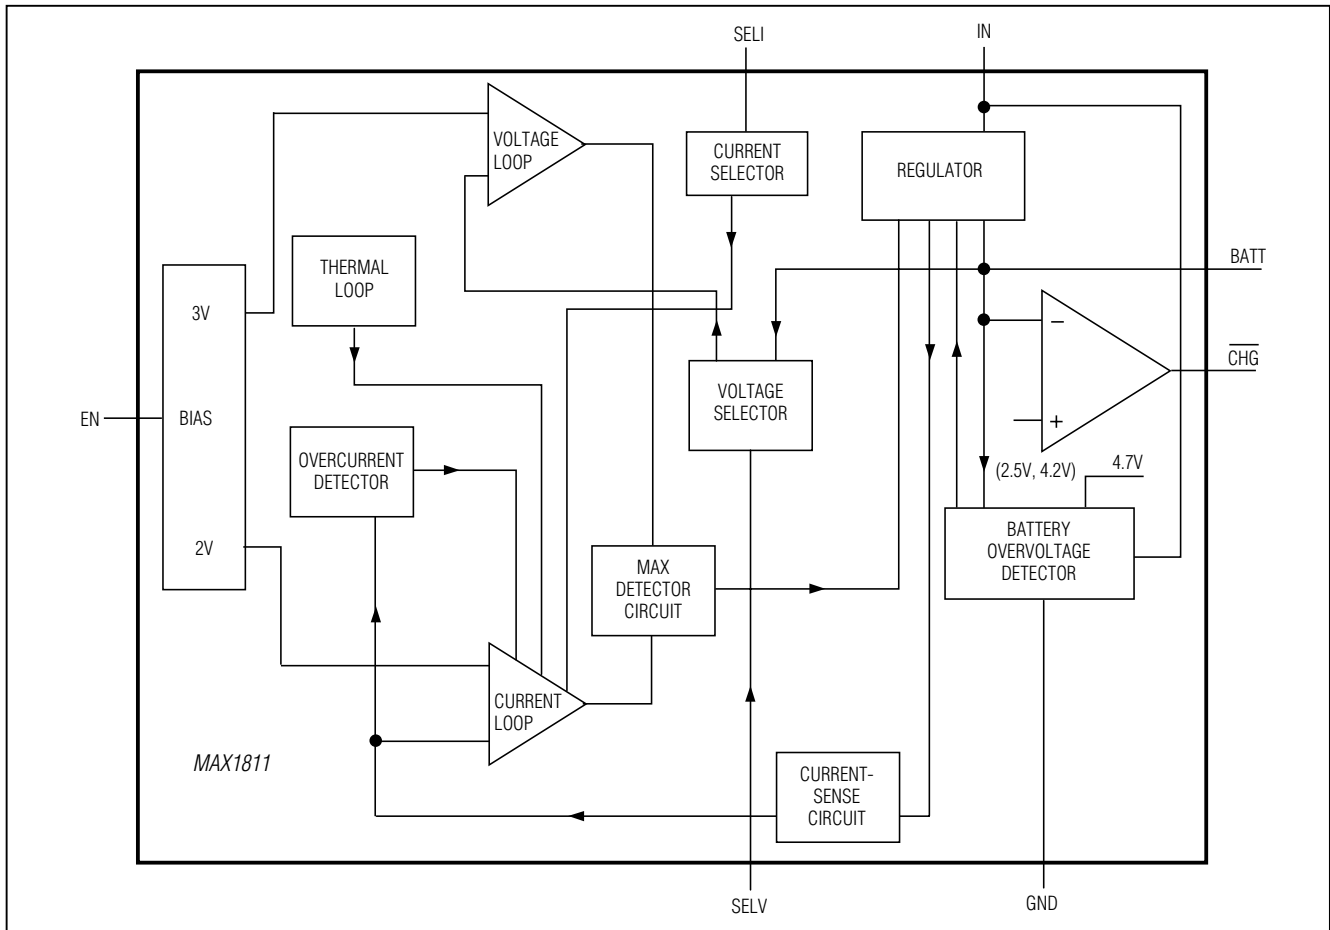 SELI
IN
VOLTAGE
LOOP
CURRENT
SELECTOR
REGULATOR
THERMAL
LOOP
BATT
3V
−
CHG
EN
BIAS
VOLTAGE
SELECTOR
+
OVERCURRENT
DETECTOR
(2.5V, 4.2V)
4.7V
2V
BATTERY
OVERVOLTAGE
DETECTOR
MAX
DETECTOR
CIRCUIT
CURRENT
LOOP
MAX1811
CURRENT-
SENSE
CIRCUIT
SELV
GND